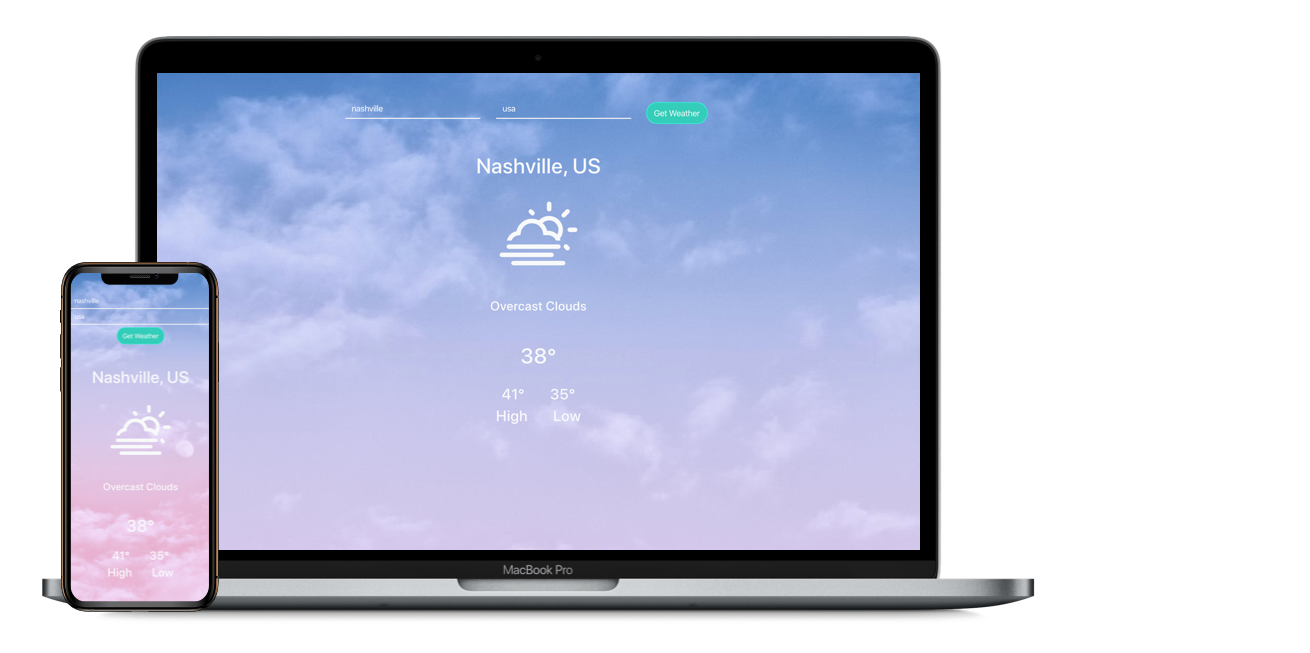 nashville usa Get Weather
Nashville, US
Overcast Clouds
38°
41° 35°
High Low
MacBook Pro
nashville
usa
Get Weather
Nashville, US
Overcast Clouds
38°
41° 35°
High Low